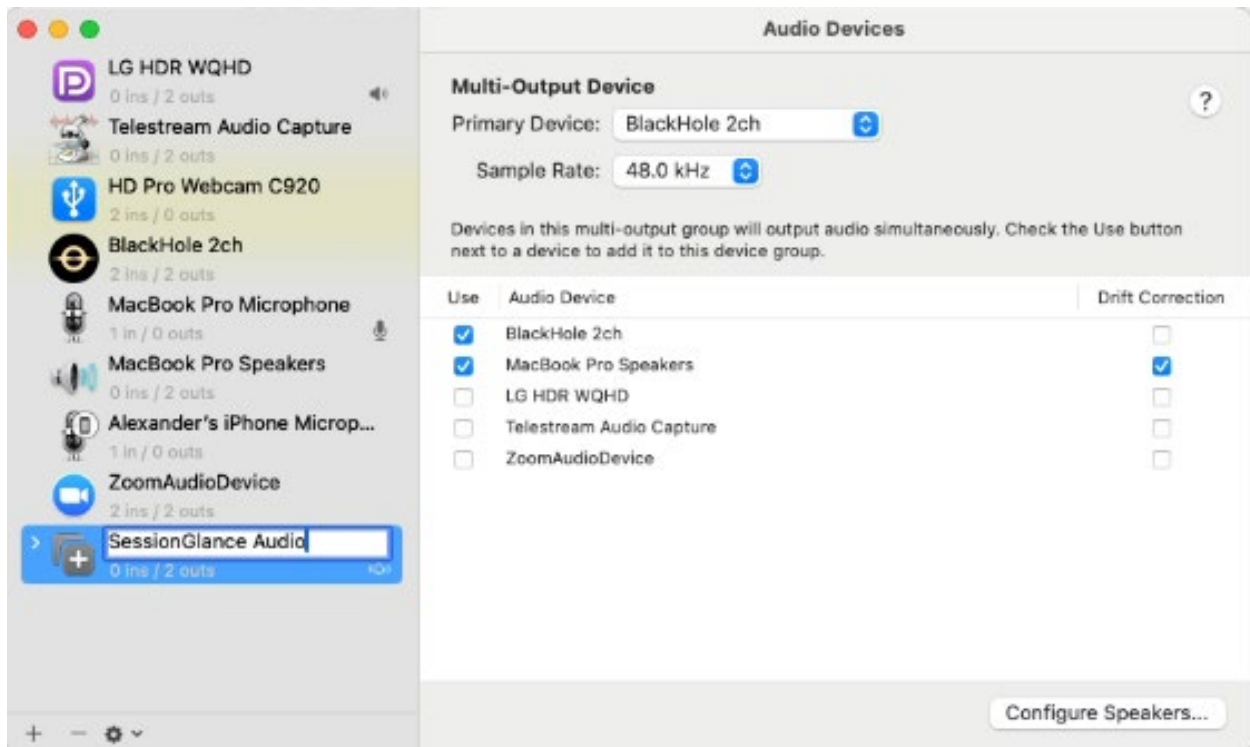 Audio Devices
LG HDR WQHD
0 ins / 2 outs
Telestream Audio Capture
0 ins / 2 outs
HD Pro Webcam C920
2 ins / 0 outs
BlackHole 2ch
2 ins / 2 outs
MacBook Pro Microphone
1 in / 0 outs
MacBook Pro Speakers
0 ins / 2 outs
Alexander's iPhone Microp...
1 in / 0 outs
ZoomAudioDevice
2 ins / 2 outs
SessionGlance Audio
0 ins / 2 outs
Multi-Output Device
?
Primary Device: BlackHole 2ch
Sample Rate: 48.0 kHz
Devices in this multi-output group will output audio simultaneously. Check the Use button
next to a device to add it to this device group.
Use Audio Device Drift Correction
BlackHole 2ch
MacBook Pro Speakers
LG HDR WQHD
Telestream Audio Capture
ZoomAudioDevice
Configure Speakers...